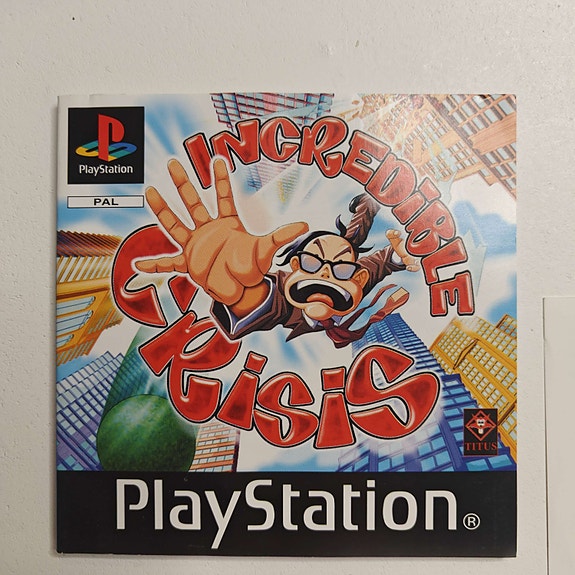 PlayStation
PAL
INCREDIBLE
CRISIS
TITUS
PlayStation®